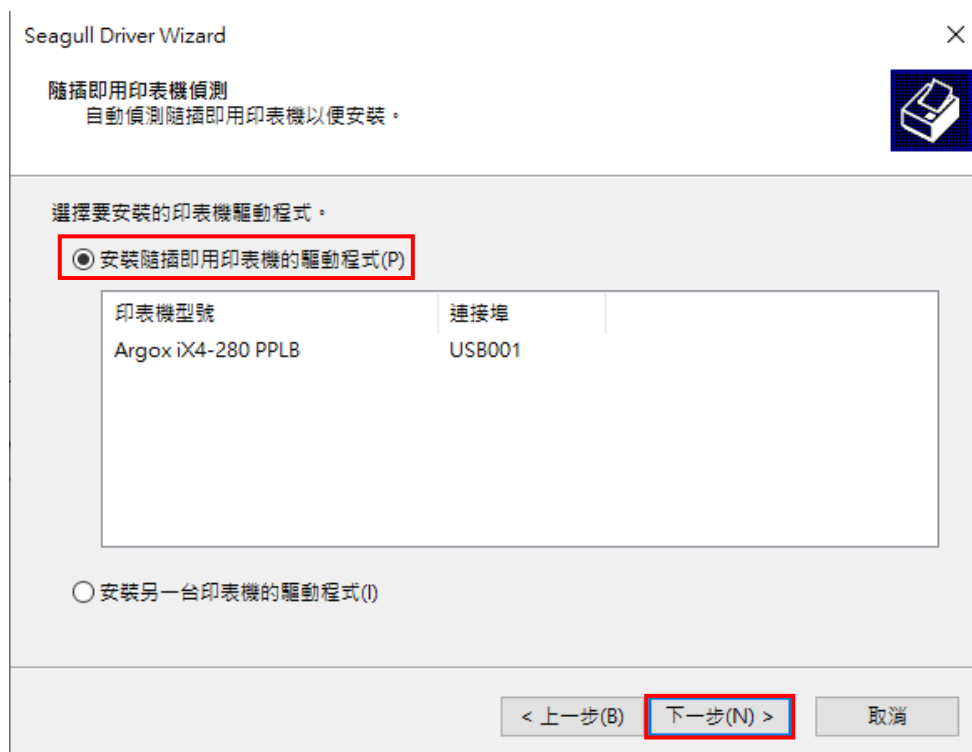 Seagull Driver Wizard
隨插即用印表機偵測
自動偵測隨插即用印表機以便安裝。
選擇要安裝的印表機驅動程式。
安裝隨插即用印表機的驅動程式(P)
印表機型號 連接埠
Argox iX4-280 PPLB USB001
安裝另一台印表機的驅動程式(I)
< 上一步(B) 下一步(N) > 取消